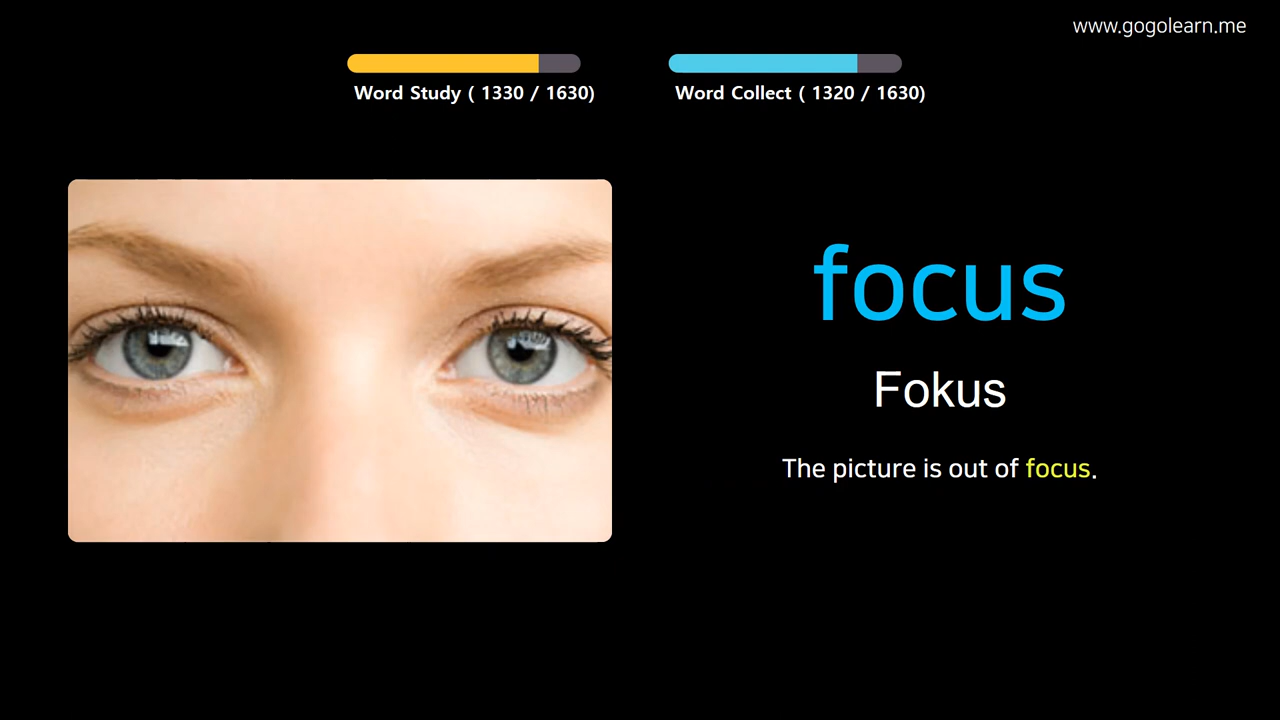 www.gogolearn.me
Word Study ( 1330 / 1630)
Word Collect ( 1320 / 1630)
focus
Fokus
The picture is out of focus.